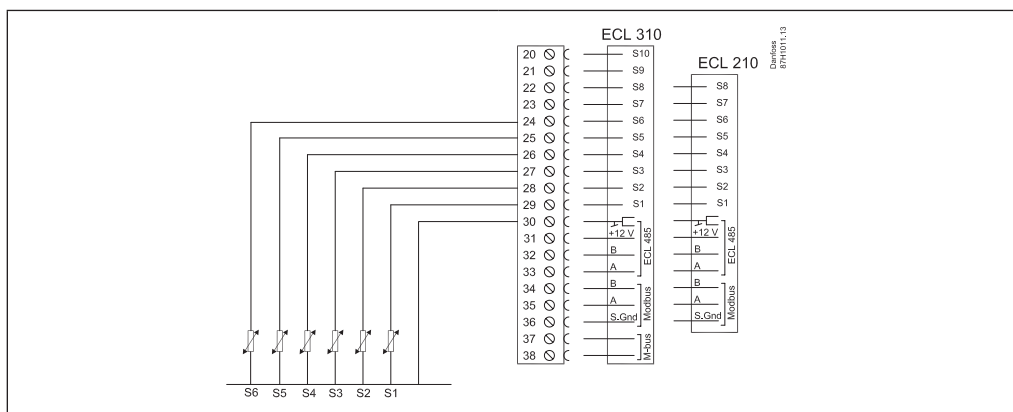 ECL 310
ECL 210
Danfoss
87H1011.13
20 S10
21 S9
22 S8 S8
23 S7 S7
24 S6 S6
25 S5 S5
26 S4 S4
27 S3 S3
28 S2 S2
29 S1 S1
30
31 +12 V +12 V
32 B B
33 A A
ECL 485 ECL 485
34 B B
35 A A
36 S.Gnd S.Gnd
Modbus Modbus
37
38
M-bus
S6 S5 S4 S3 S2 S1